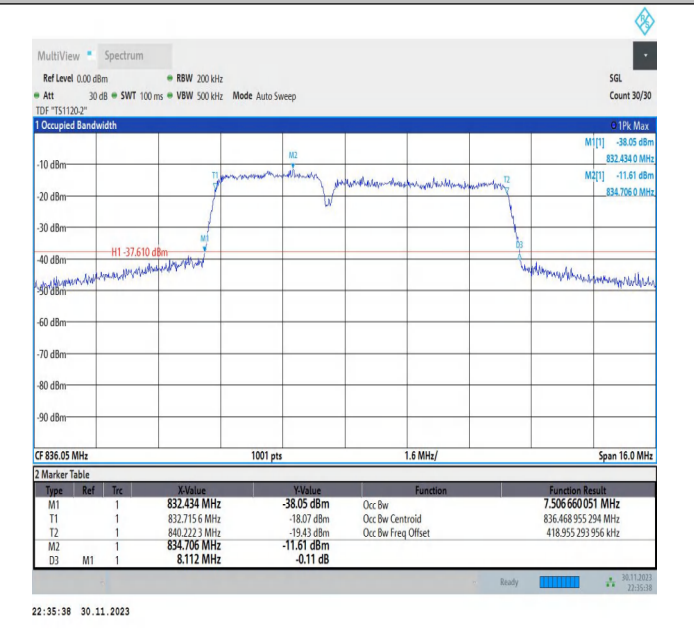 R&S
MultiView Spectrum
Ref Level 0.00 dBm RBW 200 kHz SGL
Att 30 dB SWT 100 ms VBW 500 kHz Mode Auto Sweep Count 30/30
TDF "TS1120-2"
1 Occupied Bandwidth 1Pk Max
M1[1] -38.05 dBm
832.434 0 MHz
M2[1] -11.61 dBm
834.706 0 MHz
M2
-10 dBm
T1 T2
-20 dBm
-30 dBm
M1 D3
H1 -37.610 dBm
-40 dBm
-50 dBm
-60 dBm
-70 dBm
-80 dBm
-90 dBm
CF 836.05 MHz 1001 pts 1.6 MHz/ Span 16.0 MHz
2 Marker Table
Type Ref Trc X-Value Y-Value Function Function Result
M1 1 832.434 MHz -38.05 dBm Occ Bw 7.506 660 051 MHz
T1 1 832.715 6 MHz -18.07 dBm Occ Bw Centroid 836.468 955 294 MHz
T2 1 840.222 3 MHz -19.43 dBm Occ Bw Freq Offset 418.955 293 956 kHz
M2 1 834.706 MHz -11.61 dBm
D3 M1 1 8.112 MHz -0.11 dB
Ready 30.11.2023
22:35:38
22:35:38 30.11.2023